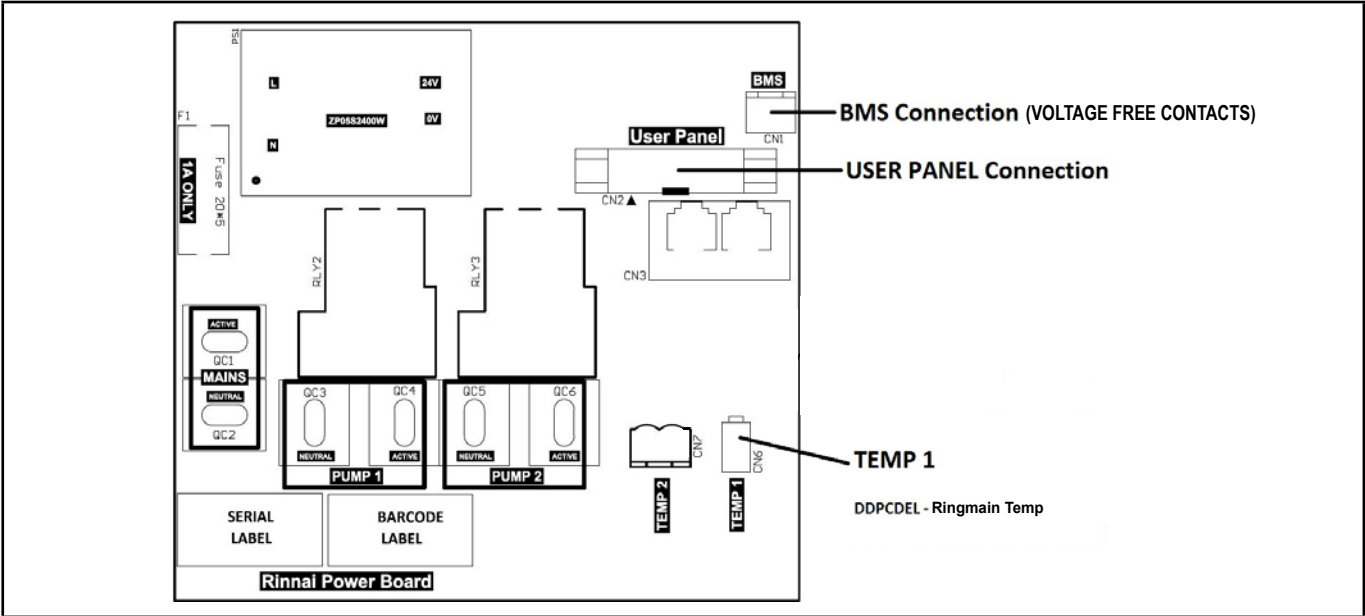 PS1
L
24V
ZP05S2400W
0V
N
F1
1A ONLY
Fuse 20*5
BMS
CN1
BMS Connection (VOLTAGE FREE CONTACTS)
User Panel
USER PANEL Connection
CN2
CN3
RLY2
RLY3
ACTIVE
QC1
MAINS
NEUTRAL
QC2
QC3
QC4
QC5
QC6
NEUTRAL
ACTIVE
NEUTRAL
ACTIVE
PUMP 1
PUMP 2
CN7
CN6
TEMP 2
TEMP 1
TEMP 1
DDPCDEL - Ringmain Temp
SERIAL
LABEL
BARCODE
LABEL
Rinnai Power Board